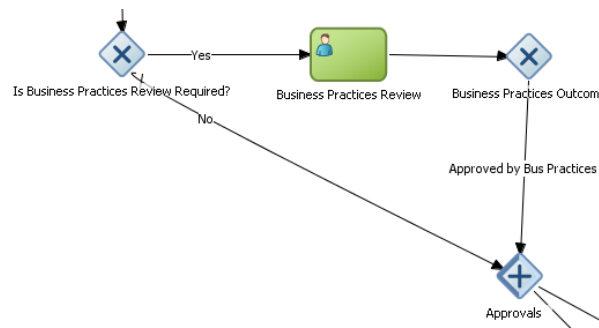 Yes
Is Business Practices Review Required?
Business Practices Review
Business Practices Outcom
No
Approved by Bus Practices
Approvals